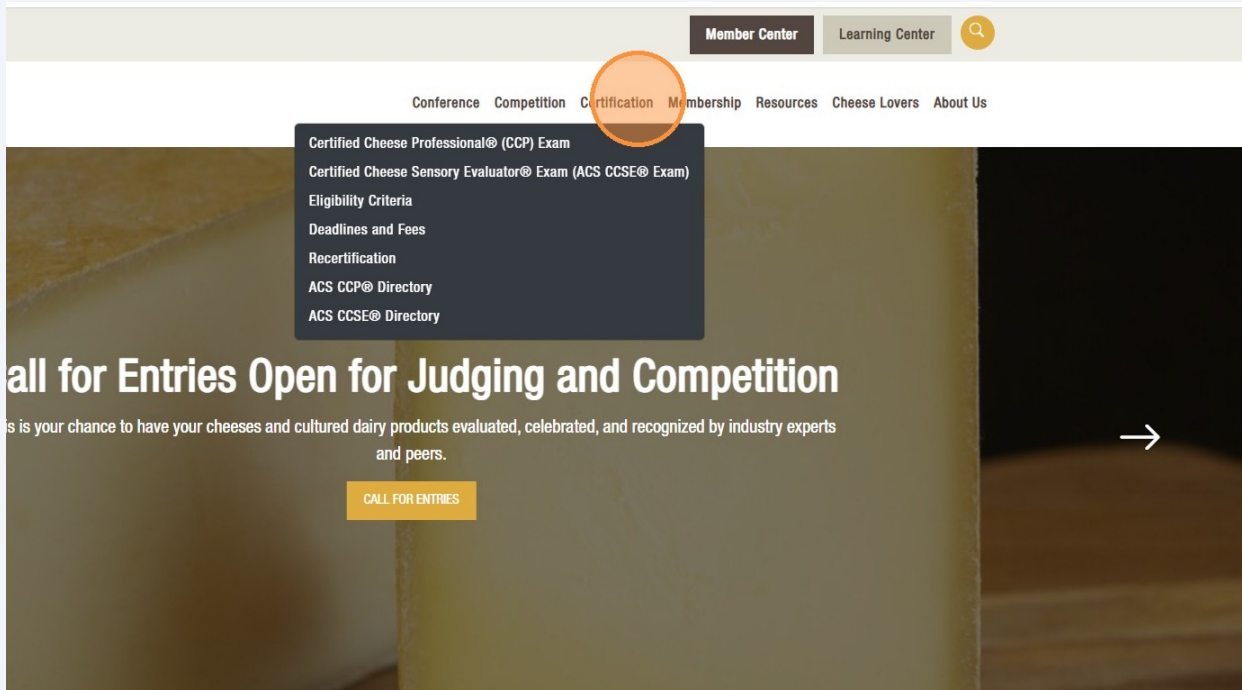 Member Center Learning Center
Conference Competition Certification Membership Resources Cheese Lovers About Us
Certified Cheese Professional® (CCP) Exam
Certified Cheese Sensory Evaluator® Exam (ACS CCSE® Exam)
Eligibility Criteria
Deadlines and Fees
Recertification
ACS CCP® Directory
ACS CCSE® Directory
all for Entries Open for Judging and Competition
is is your chance to have your cheeses and cultured dairy products evaluated, celebrated, and recognized by industry experts
and peers.
CALL FOR ENTRIES